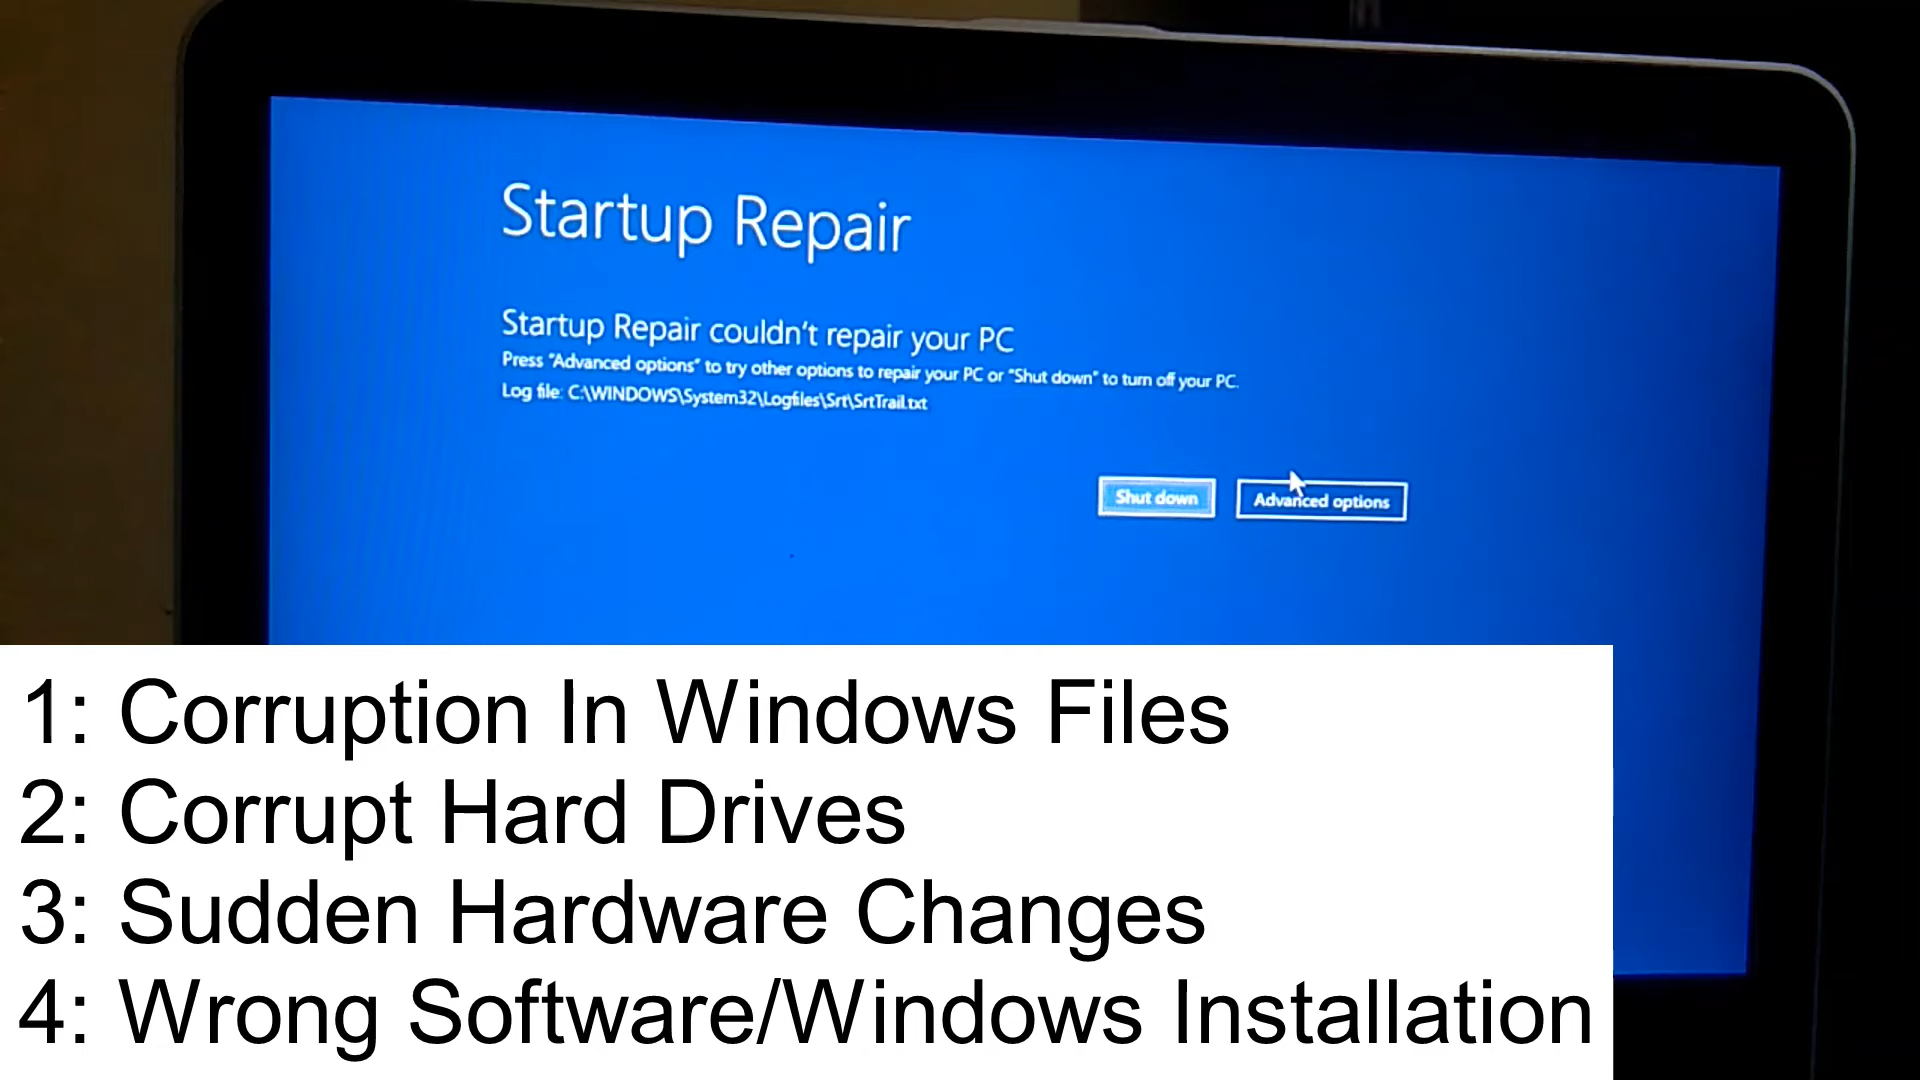 Startup Repair
Startup Repair couldn't repair your PC
Press "Advanced options" to try other options to repair your PC or "Shut down" to turn off your PC.
Log file: C:\WINDOWS\System32\Logfiles\Srt\SrtTrail.txt
Shut down
Advanced options
1: Corruption In Windows Files
2: Corrupt Hard Drives
3: Sudden Hardware Changes
4: Wrong Software/Windows Installation